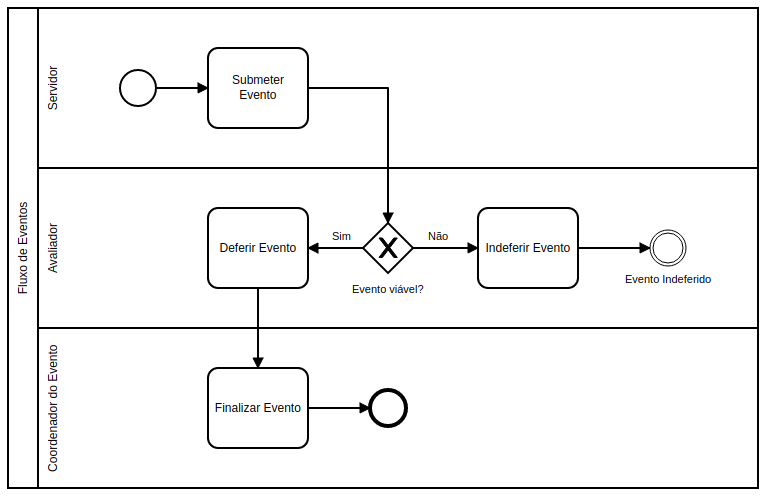 Fluxo de Eventos
Servidor
Submeter
Evento
Avaliador
Deferir Evento
Sim
Não
Evento viável?
Indeferir Evento
Evento Indeferido
Coordenador do Evento
Finalizar Evento